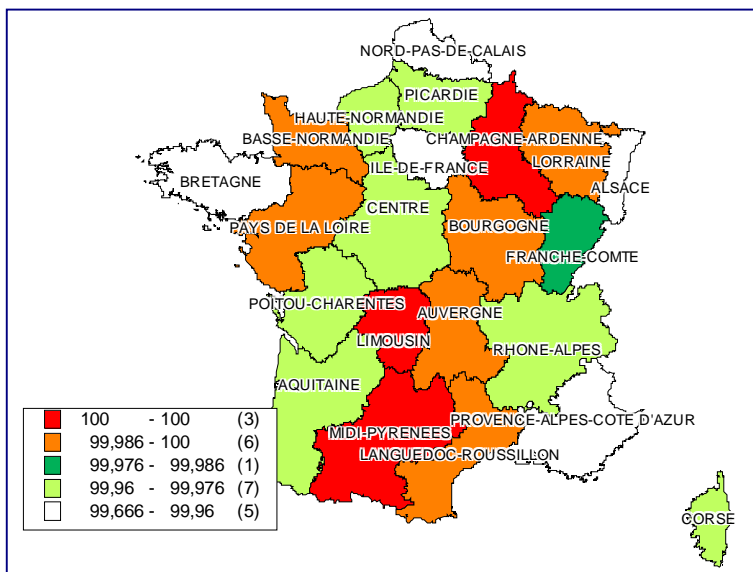 NORD-PAS-DE-CALAIS
PICARDIE
HAUTE-NORMANDIE
BASSE-NORMANDIE
CHAMPAGNE-ARDENNE
LORRAINE
ILE-DE-FRANCE
ALSACE
BRETAGNE
CENTRE
PAYS DE LA LOIRE
BOURGOGNE
FRANCHE-COMTE
POITOU-CHARENTES
AUVERGNE
LIMOUSIN
RHONE-ALPES
AQUITAINE
PROVENCE-ALPES-COTE D'AZUR
MIDI-PYRENEES
LANGUEDOC-ROUSSILLON
CORSE
100 - 100 (3)
99,986 - 100 (6)
99,976 - 99,986 (1)
99,96 - 99,976 (7)
99,666 - 99,96 (5)